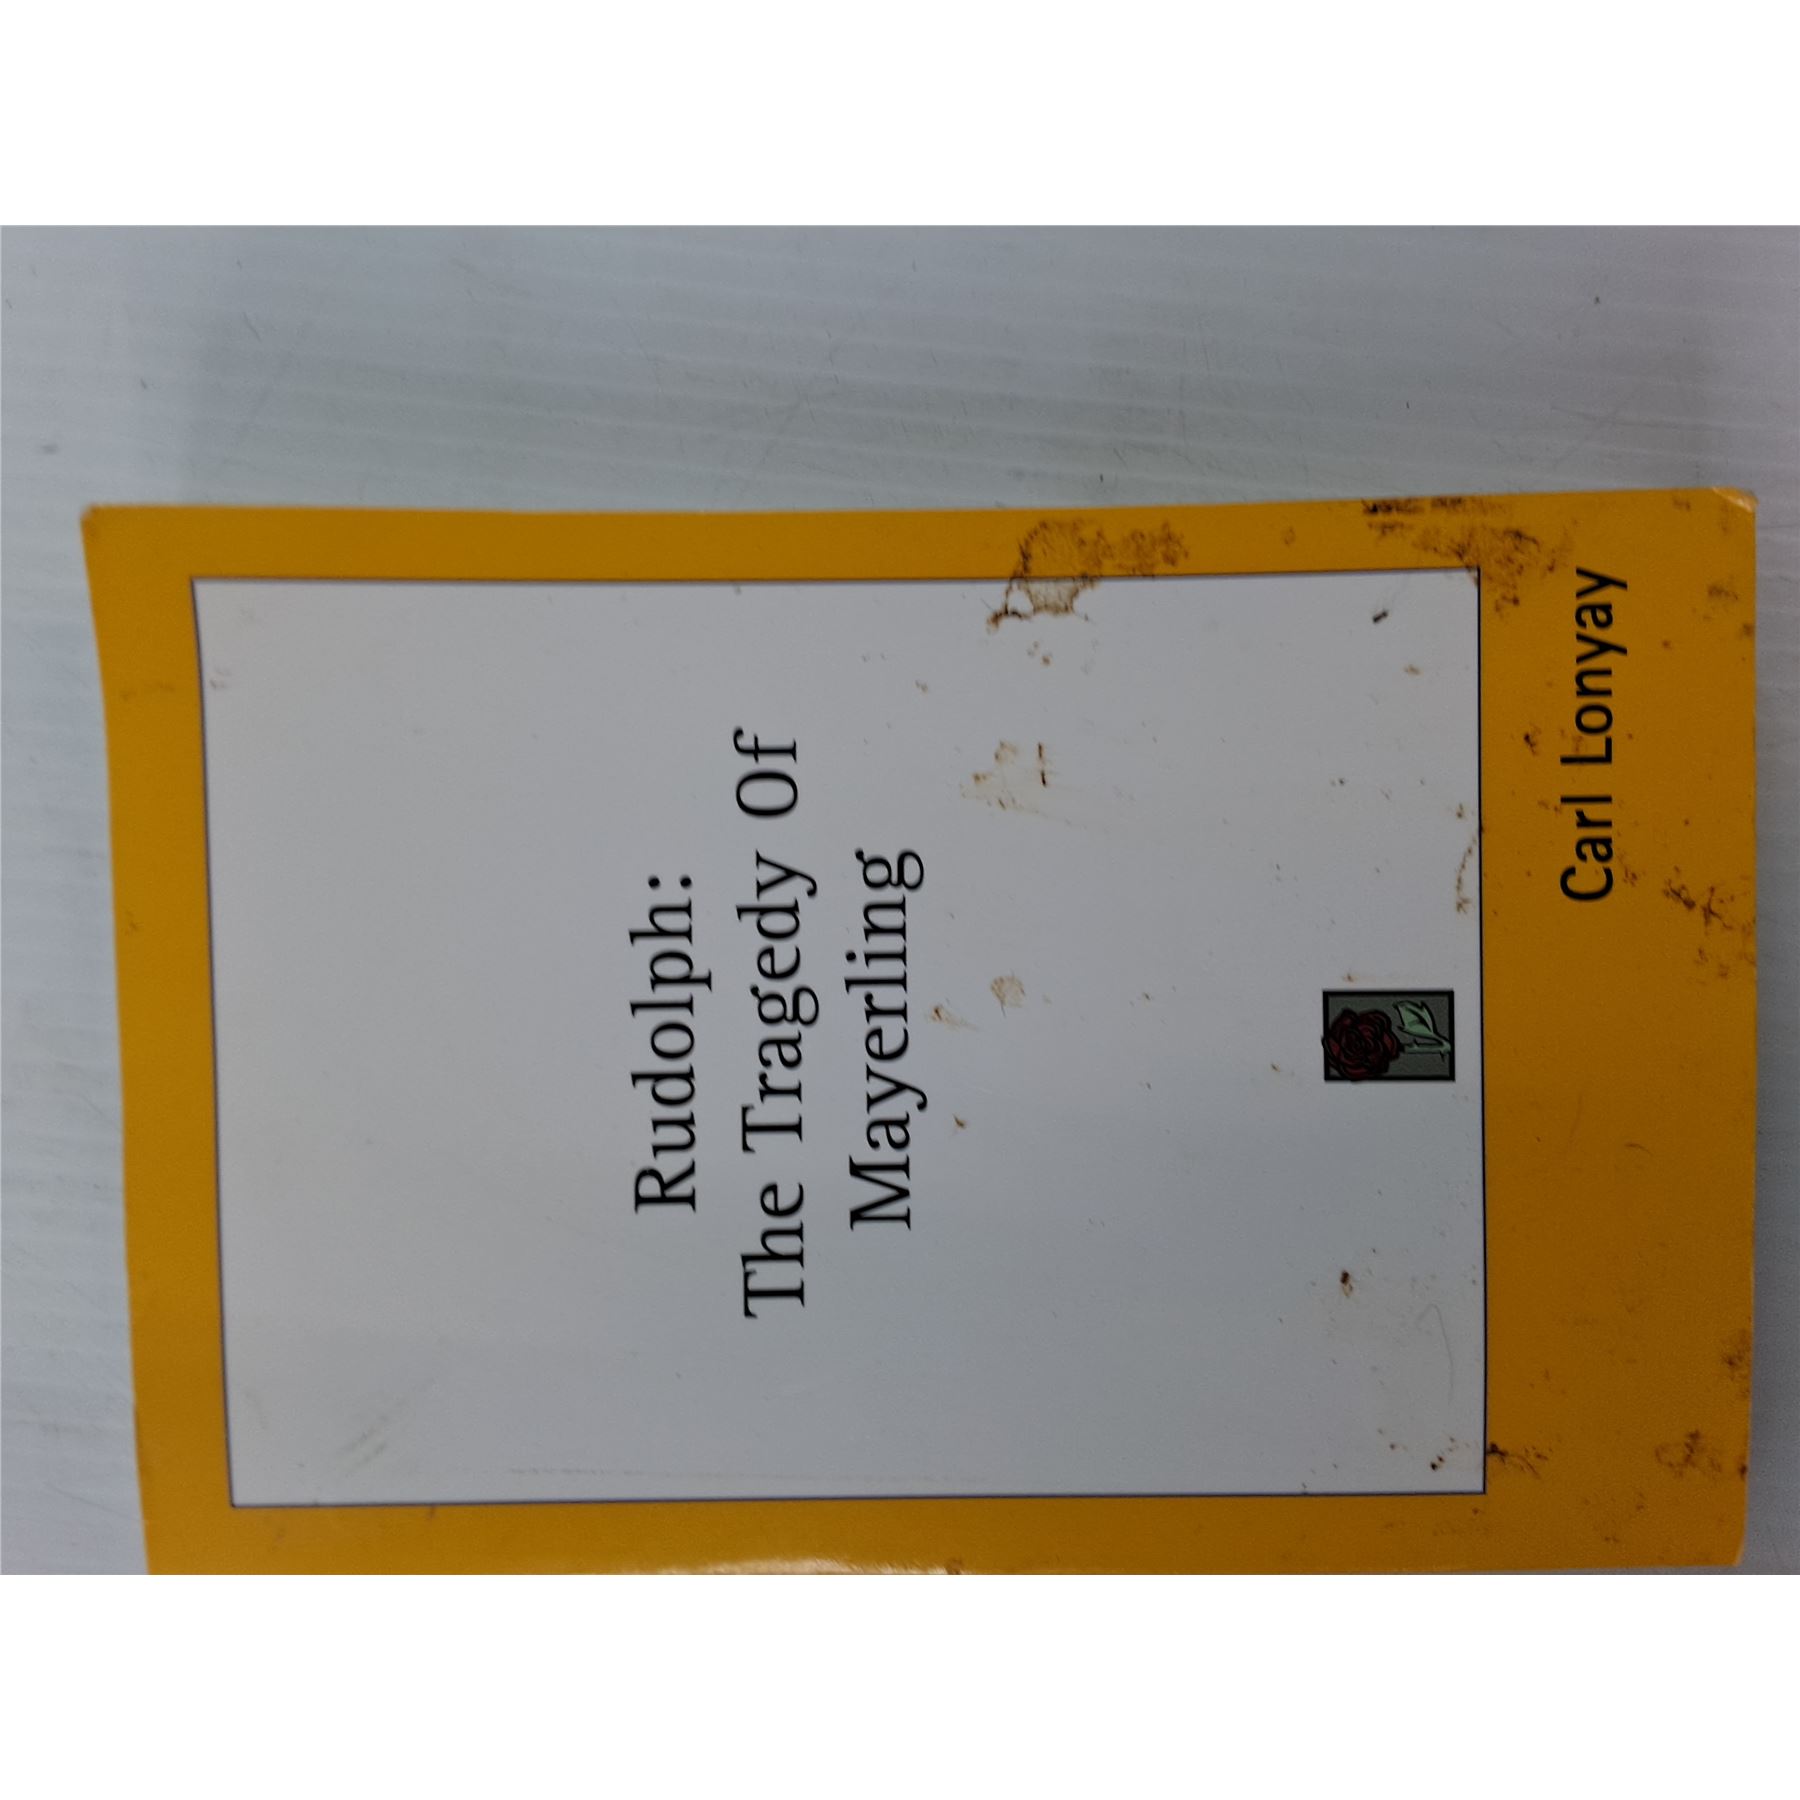 Rudolph:
The Tragedy Of
Mayerling
Carl Lonyay